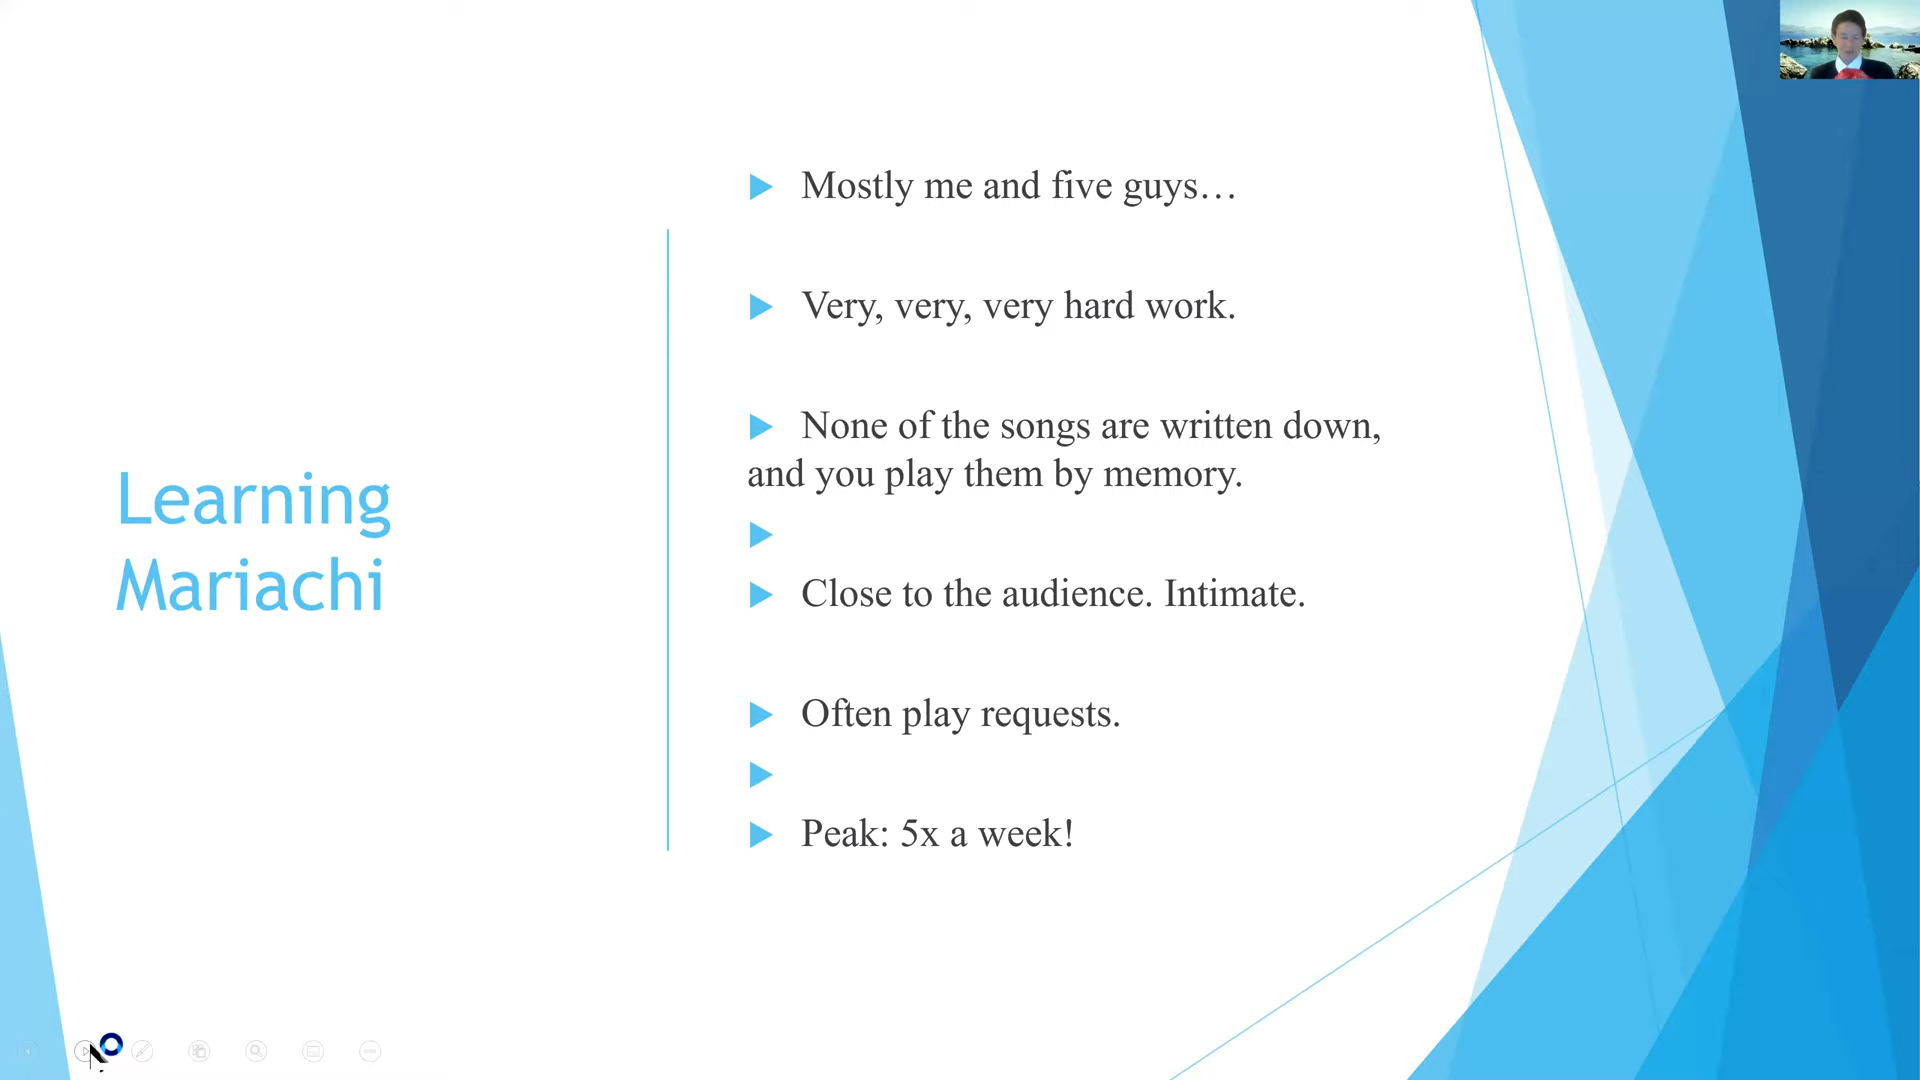 Learning
Mariachi
Mostly me and five guys…
Very, very, very hard work.
None of the songs are written down,
and you play them by memory.
Close to the audience. Intimate.
Often play requests.
Peak: 5x a week!